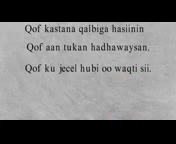 Qof kastana qalbiga hasiinin
Qof aan tukan hadhawaysan.
Qof ku jecel hubi oo waqti sii.